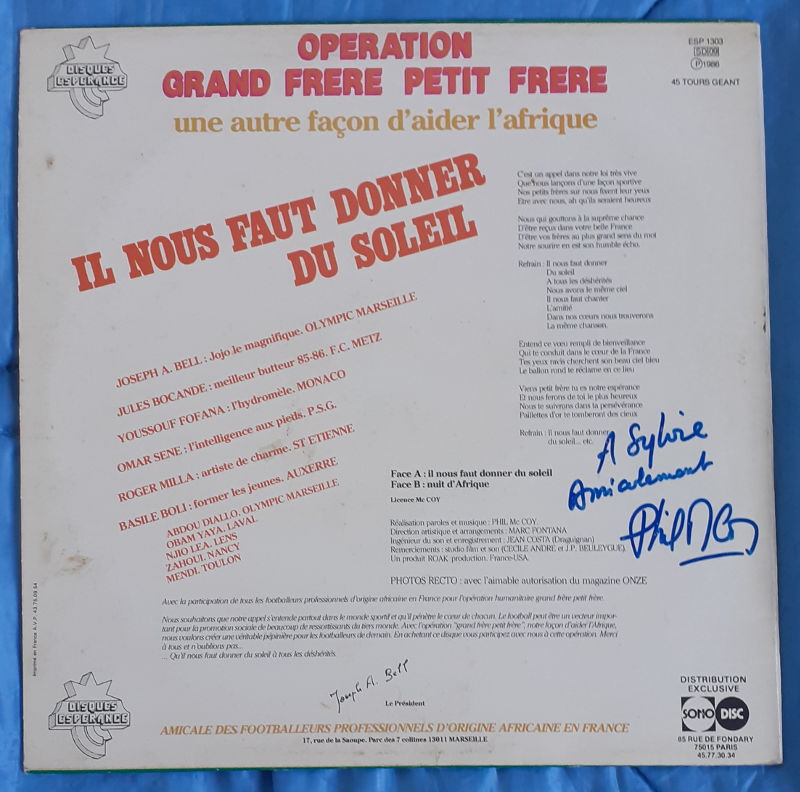 DISQUES
ESPERANCE
OPERATION
GRAND FRERE PETIT FRERE
une autre façon d'aider l'afrique
ESP 1303
SD09
Ⓟ1986
45 TOURS GEANT
IL NOUS FAUT DONNER
DU SOLEIL
JOSEPH A. BELL : Jojo le magnifique. OLYMPIC MARSEILLE
JULES BOCANDE : meilleur butteur 85-86. F.C. METZ
YOUSSOUF FOFANA : l'hydromèle. MONACO
OMAR SENE : l'intelligence aux pieds. P.S.G.
ROGER MILLA : artiste de charme. ST ETIENNE
BASILE BOLI : former les jeunes. AUXERRE
ABDOU DIALLO. OLYMPIC MARSEILLE
OBAM YAYA. LAVAL
NJIO LEA. LENS
ZAHOUI. NANCY
MENDI. TOULON
C'est un appel dans notre loi très vive
Que nous lançons d'une façon sportive
Nos petits frères sur nous fixent leur yeux
Etre avec nous, ah qu'ils seraient heureux
Nous qui gouttons à la suprême chance
D'être reçus dans votre belle France
D'être vos frères au plus grand sens du mot
Notre sourire en est son humble écho.
Refrain : Il nous faut donner
Du soleil
A tous les déshérités
Nous avons le même ciel
Il nous faut chanter
L'amitié
Dans nos cœurs nous trouverons
La même chanson.
Entend ce vœu rempli de bienveillance
Qui te conduit dans le cœur de la France
Tes yeux ravis cherchent son beau ciel bleu
Le ballon rond te réclame en ce lieu
Viens petit frère tu es notre espérance
Et nous ferons de toi le plus heureux
Nous te suivrons dans ta persévérance
Paillettes d'or te tomberont des cieux
Refrain : Il nous faut donner
du soleil... etc.
A Sylvie
Amicalement
Phil Mc Coy
Face A : il nous faut donner du soleil
Face B : nuit d'Afrique
Licence Mc COY
Réalisation paroles et musique : PHIL Mc COY.
Direction artistique et arrangements : MARC FONTANA
Ingénieur du son et enregistrement : JEAN COSTA (Draguignan)
Remerciements : studio film et son (CECILE ANDRE et J.P. BEULEYGUE).
Un produit ROAK production. France-USA.
PHOTOS RECTO : avec l'aimable autorisation du magazine ONZE
Avec la participation de tous les footballeurs professionnels d'origine africaine en France pour l'opération humanitaire grand frère petit frère.
Nous souhaitons que notre appel s'entende partout dans le monde sportif et qu'il pénètre le cœur de chacun. Le football peut être un vecteur impor-
tant pour la promotion sociale de beaucoup de ressortissants du tiers monde. Avec l'opération "grand frère petit frère", notre façon d'aider l'Afrique,
nous voulons créer une véritable pépinière pour les footballeurs de demain. En achetant ce disque vous participez avec nous à cette opération. Merci
à tous et n'oublions pas...
... Qu'il nous faut donner du soleil à tous les déshérités.
Joseph A. Bell
Le Président
AMICALE DES FOOTBALLEURS PROFESSIONNELS D'ORIGINE AFRICAINE EN FRANCE
17, rue de la Saoupe. Parc des 7 collines 13011 MARSEILLE
Imprimé en France A.V.P. 43.79.09.54
DISQUES
ESPERANCE
DISTRIBUTION
EXCLUSIVE
SONO DISC
85 RUE DE FONDARY
75015 PARIS
45.77.30.34